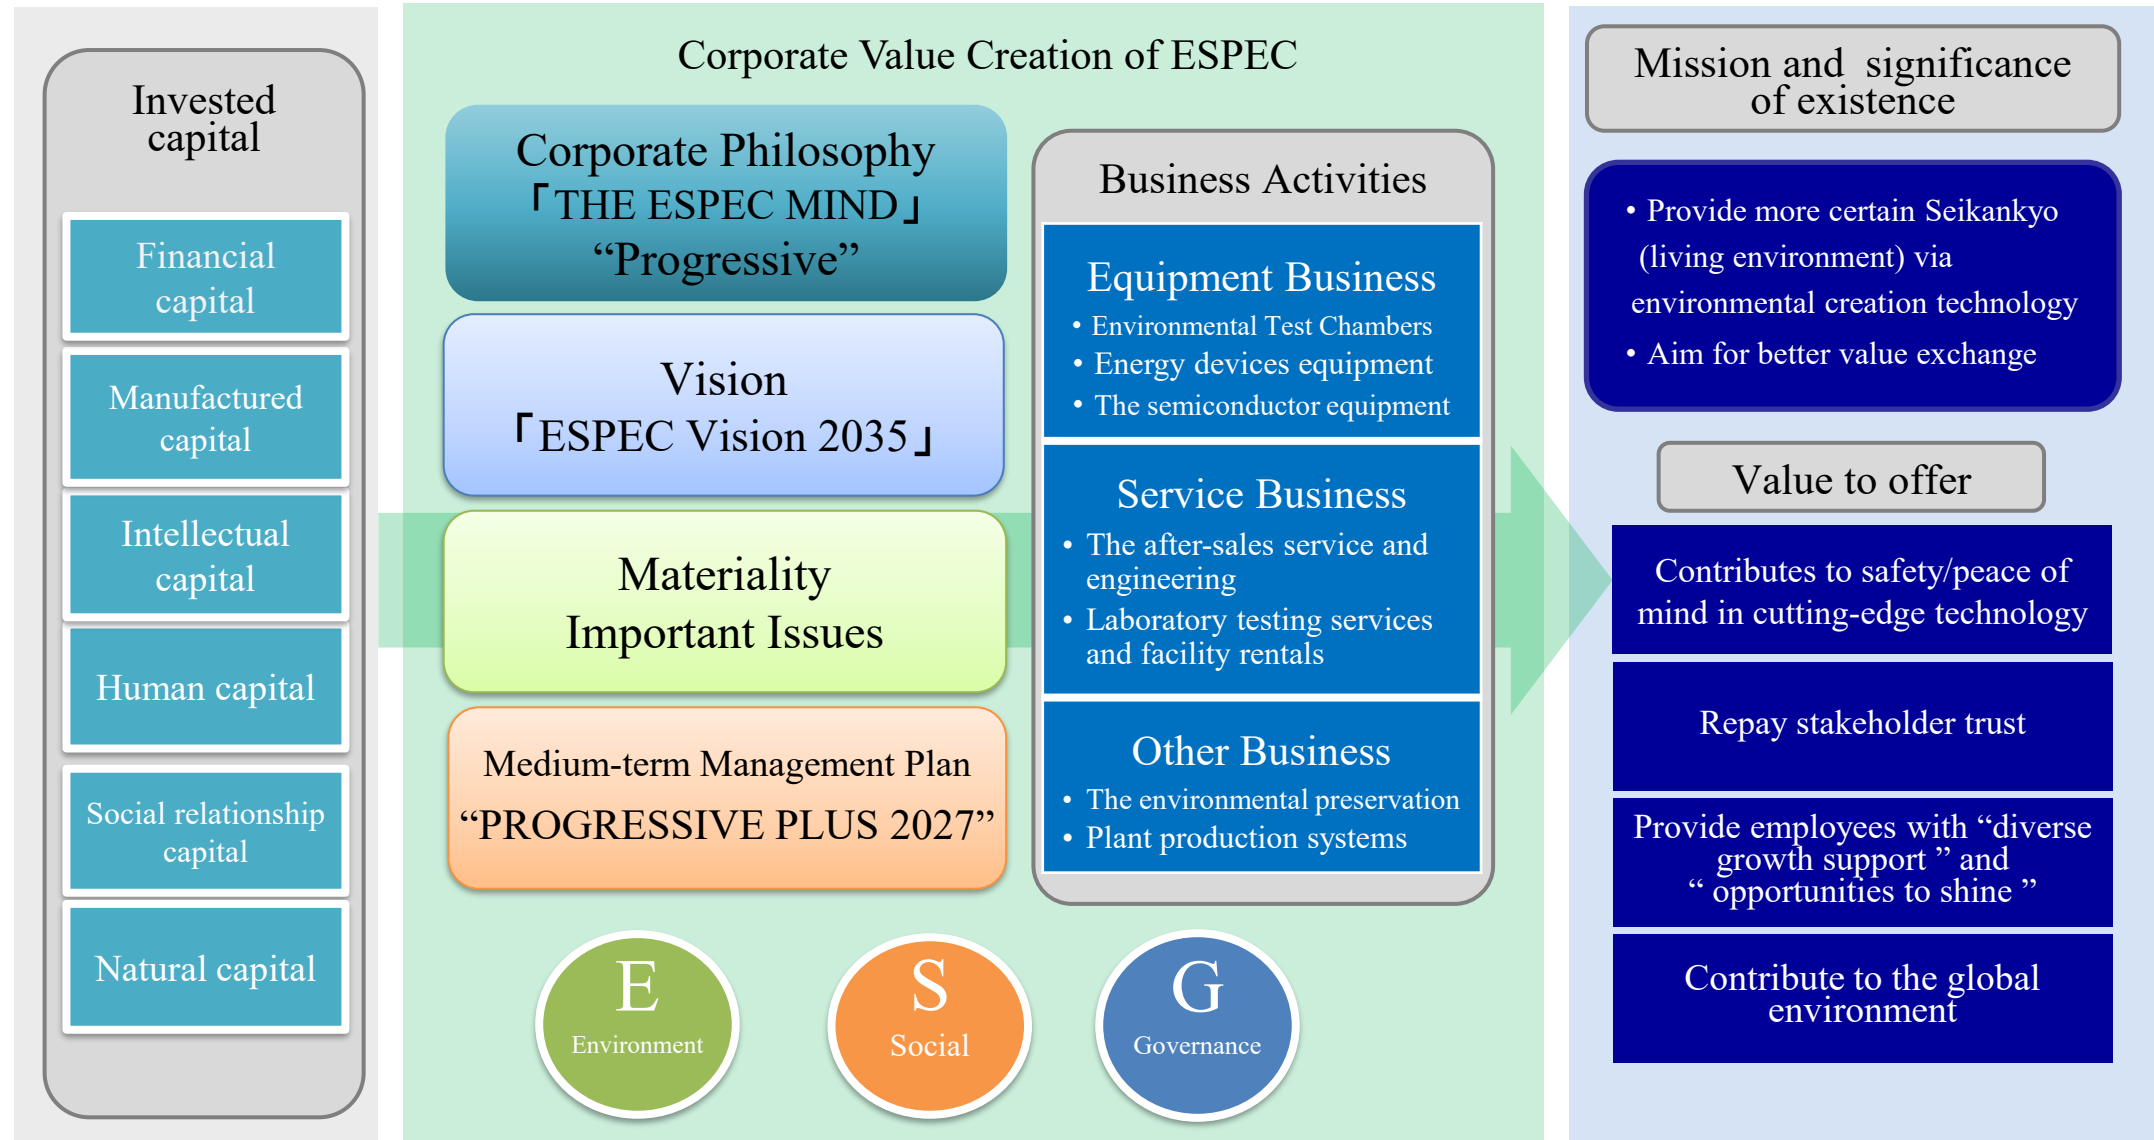 Invested
capital
Financial
capital
Manufactured
capital
Intellectual
capital
Human capital
Social relationship
capital
Natural capital
Corporate Value Creation of ESPEC
Corporate Philosophy
「THE ESPEC MIND」
“Progressive”
Vision
「ESPEC Vision 2035」
Materiality
Important Issues
Medium-term Management Plan
“PROGRESSIVE PLUS 2027”
Business Activities
Equipment Business
• Environmental Test Chambers
• Energy devices equipment
• The semiconductor equipment
Service Business
• The after-sales service and
engineering
• Laboratory testing services
and facility rentals
Other Business
• The environmental preservation
• Plant production systems
E
Environment
S
Social
G
Governance
Mission and significance
of existence
• Provide more certain Seikankyo
(living environment) via
environmental creation technology
• Aim for better value exchange
Value to offer
Contributes to safety/peace of
mind in cutting-edge technology
Repay stakeholder trust
Provide employees with “diverse
growth support ” and
“ opportunities to shine ”
Contribute to the global
environment